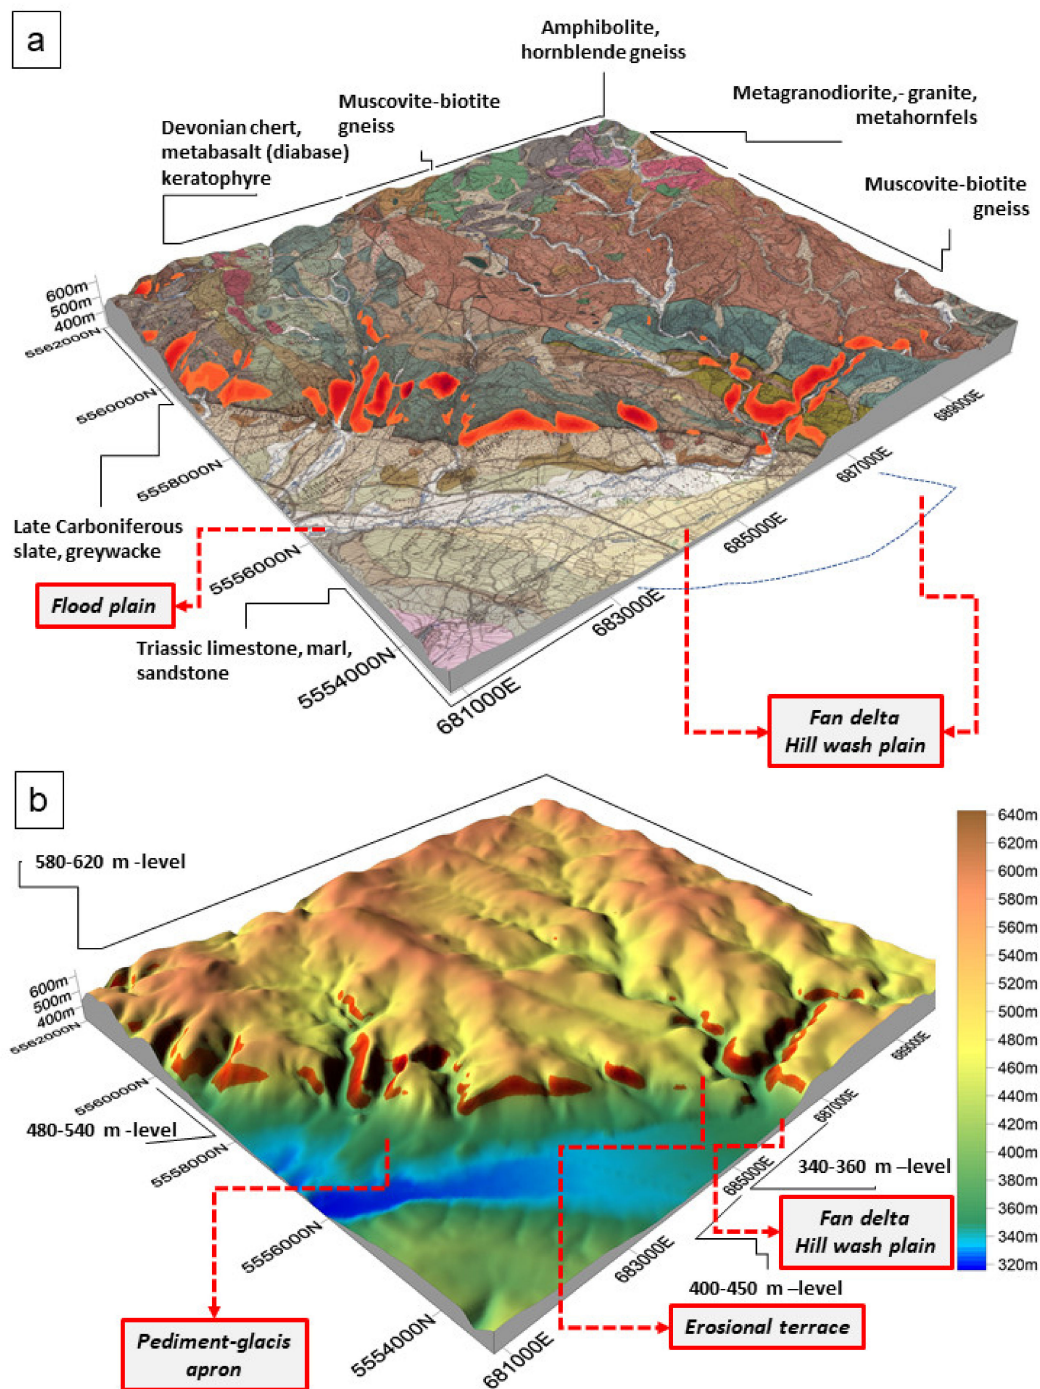 a
Amphibolite,
hornblende gneiss
Muscovite-biotite
gneiss
Metagranodiorite,- granite,
metahornfels
Devonian chert,
metabasalt (diabase)
keratophyre
Muscovite-biotite
gneiss
600m
500m
400m
5562000N
5560000N
5558000N
5556000N
5554000N
689000E
687000E
685000E
683000E
681000E
Late Carboniferous
slate, greywacke
Flood plain
Triassic limestone, marl,
sandstone
Fan delta
Hill wash plain
b
580-620 m -level
600m
500m
400m
5562000N
5560000N
480-540 m -level
5558000N
5556000N
5554000N
689000E
687000E
685000E
683000E
681000E
640m
620m
600m
580m
560m
540m
520m
500m
480m
460m
440m
420m
400m
380m
360m
340m
320m
340-360 m –level
Fan delta
Hill wash plain
400-450 m –level
Erosional terrace
Pediment-glacis
apron